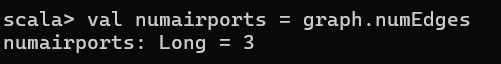 scala> val numairports = graph.numEdges
numairports: Long = 3